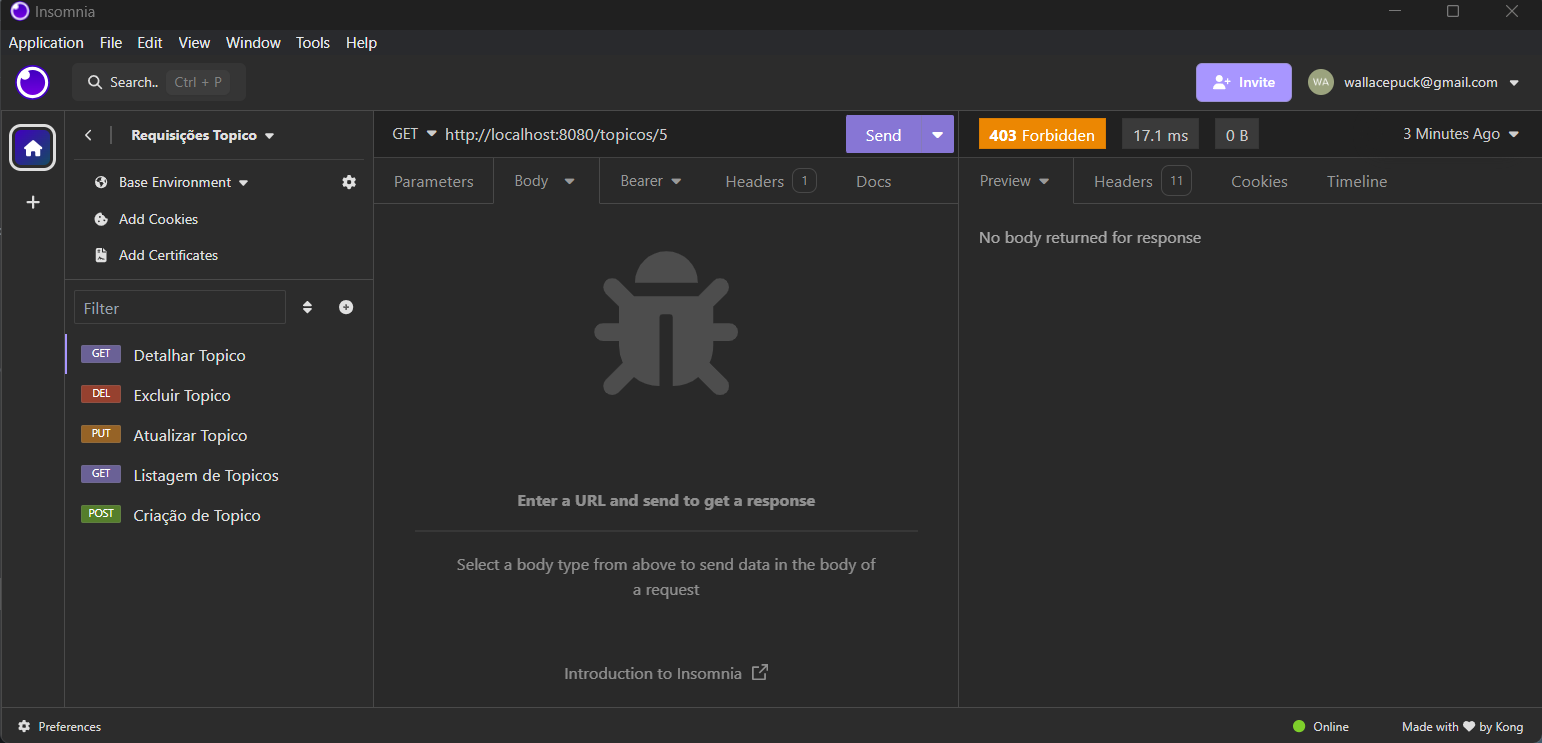 Insomnia
Application File Edit View Window Tools Help
Search.. Ctrl + P
Invite
WA
wallacepuck@gmail.com
Requisições Topico
GET http://localhost:8080/topicos/5
Send
403 Forbidden
17.1 ms
0 B
3 Minutes Ago
Base Environment
Add Cookies
Add Certificates
Parameters Body Bearer Headers 1 Docs
Preview Headers 11 Cookies Timeline
No body returned for response
Filter
GET Detalhar Topico
DEL Excluir Topico
PUT Atualizar Topico
GET Listagem de Topicos
POST Criação de Topico
Enter a URL and send to get a response
Select a body type from above to send data in the body of
a request
Introduction to Insomnia
Preferences
Online
Made with by Kong